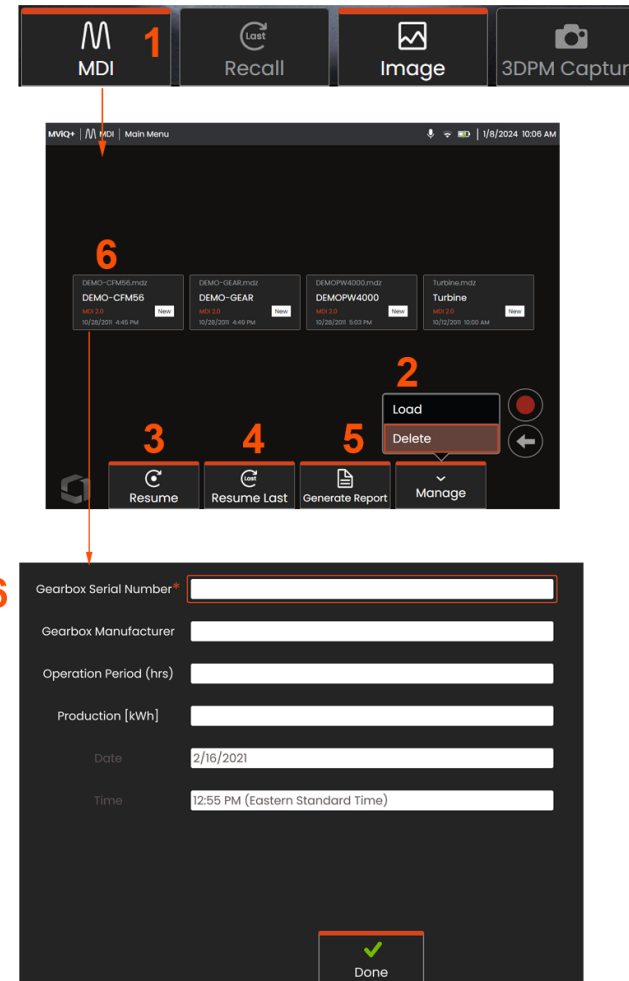 1
MDI
Last
Recall
Image
3DPM Captur
MViQ+ | MDI | Main Menu
1/8/2024 10:06 AM
6
DEMO-CFM56.mdz
DEMO-CFM56
MDI 2.0
New
10/28/2011 4:45 PM
DEMO-GEAR.mdz
DEMO-GEAR
MDI 2.0
New
10/28/2011 4:49 PM
DEMOPW4000.mdz
DEMOPW4000
MDI 2.0
New
10/28/2011 5:03 PM
Turbine.mdz
Turbine
MDI 2.0
New
10/12/2011 10:00 AM
2
Load
Delete
3
4
5
Resume
Last
Resume Last
Generate Report
Manage
6
Gearbox Serial Number*
Gearbox Manufacturer
Operation Period (hrs)
Production [kWh]
Date
2/16/2021
Time
12:55 PM (Eastern Standard Time)
Done